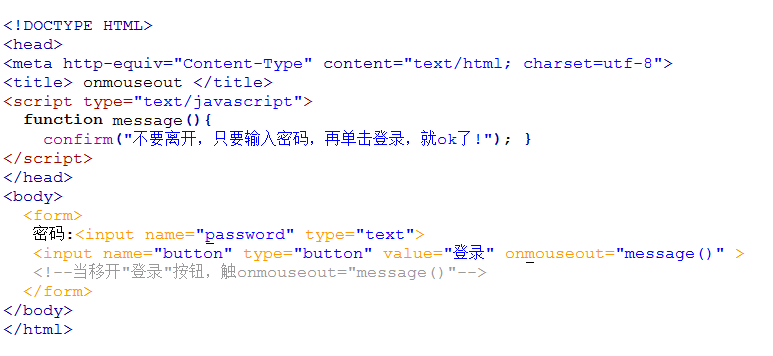 <!DOCTYPE HTML>
<head>
<meta http-equiv="Content-Type" content="text/html; charset=utf-8">
<title> onmouseout </title>
<script type="text/javascript">
  function message(){
    confirm("不要离开，只要输入密码，再单击登录，就ok了!"); }
</script>
</head>
<body>
  <form>
   密码:<input name="password" type="text">
   <input name="button" type="button" value="登录" onmouseout="message()" >
   <!--当移开"登录"按钮，触onmouseout="message()"-->
  </form>
</body>
</html>